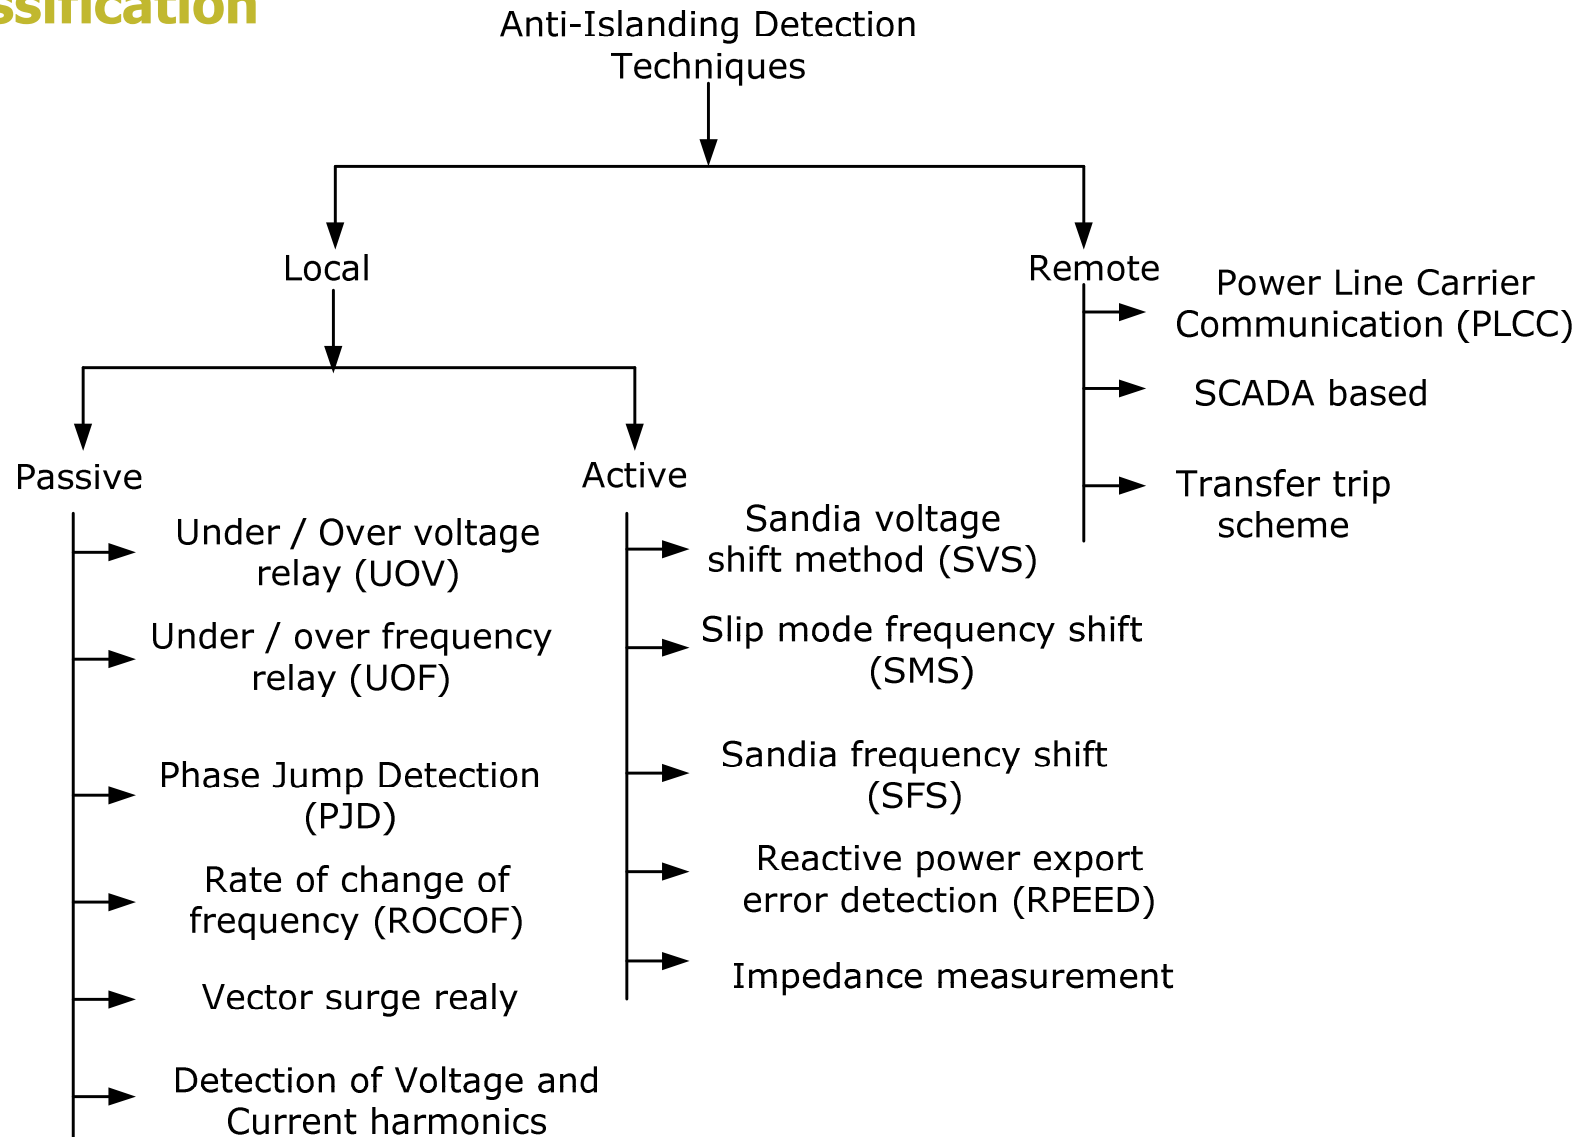 Anti-Islanding Detection
Techniques
Local
Remote
Power Line Carrier
Communication (PLCC)
SCADA based
Transfer trip
scheme
Passive
Under / Over voltage
relay (UOV)
Under / over frequency
relay (UOF)
Phase Jump Detection
(PJD)
Rate of change of
frequency (ROCOF)
Vector surge realy
Detection of Voltage and
Current harmonics
Active
Sandia voltage
shift method (SVS)
Slip mode frequency shift
(SMS)
Sandia frequency shift
(SFS)
Reactive power export
error detection (RPEED)
Impedance measurement